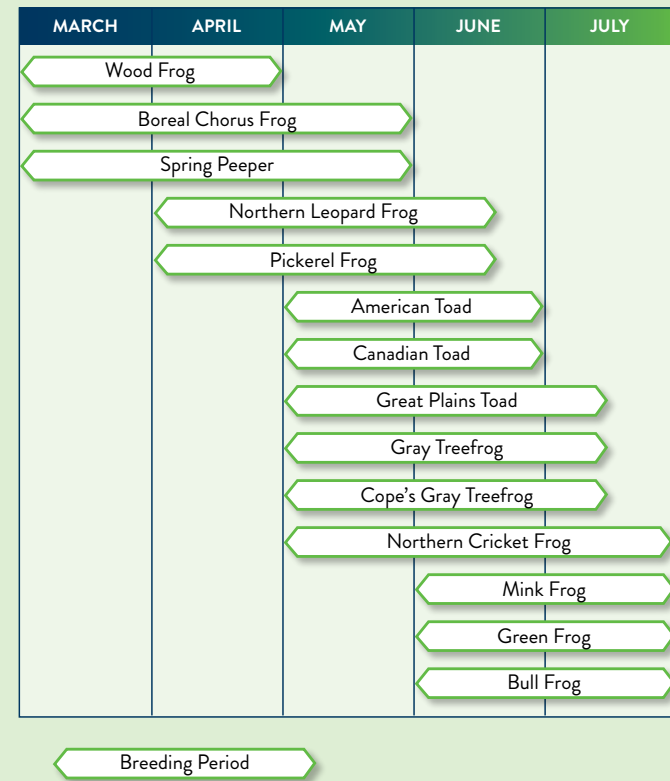 MARCH APRIL MAY JUNE JULY
Wood Frog
Boreal Chorus Frog
Spring Peeper
Northern Leopard Frog
Pickerel Frog
American Toad
Canadian Toad
Great Plains Toad
Gray Treefrog
Cope's Gray Treefrog
Northern Cricket Frog
Mink Frog
Green Frog
Bull Frog
Breeding Period